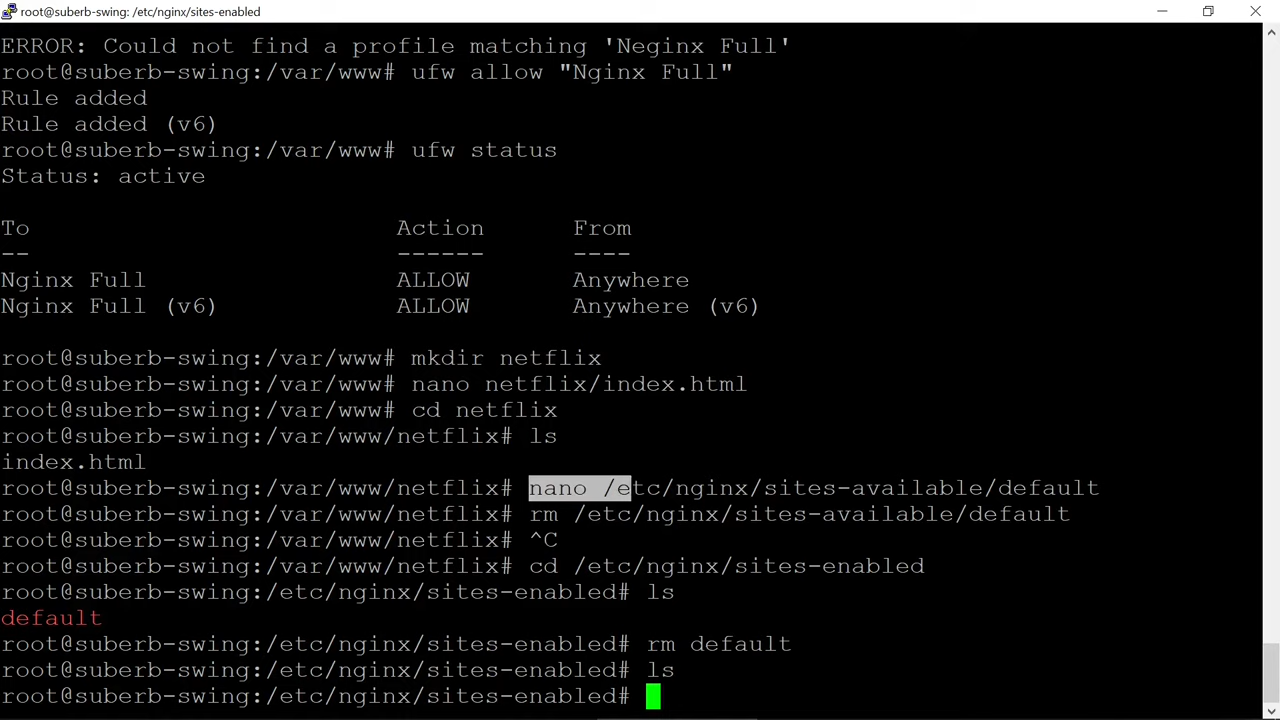 root@suberb-swing: /etc/nginx/sites-enabled
ERROR: Could not find a profile matching 'Neginx Full'
root@suberb-swing:/var/www# ufw allow "Nginx Full"
Rule added
Rule added (v6)
root@suberb-swing:/var/www# ufw status
Status: active
To Action From
-- ------ ----
Nginx Full ALLOW Anywhere
Nginx Full (v6) ALLOW Anywhere (v6)
root@suberb-swing:/var/www# mkdir netflix
root@suberb-swing:/var/www# nano netflix/index.html
root@suberb-swing:/var/www# cd netflix
root@suberb-swing:/var/www/netflix# ls
index.html
root@suberb-swing:/var/www/netflix# nano /etc/nginx/sites-available/default
root@suberb-swing:/var/www/netflix# rm /etc/nginx/sites-available/default
root@suberb-swing:/var/www/netflix# ^C
root@suberb-swing:/var/www/netflix# cd /etc/nginx/sites-enabled
root@suberb-swing:/etc/nginx/sites-enabled# ls
default
root@suberb-swing:/etc/nginx/sites-enabled# rm default
root@suberb-swing:/etc/nginx/sites-enabled# ls
root@suberb-swing:/etc/nginx/sites-enabled#